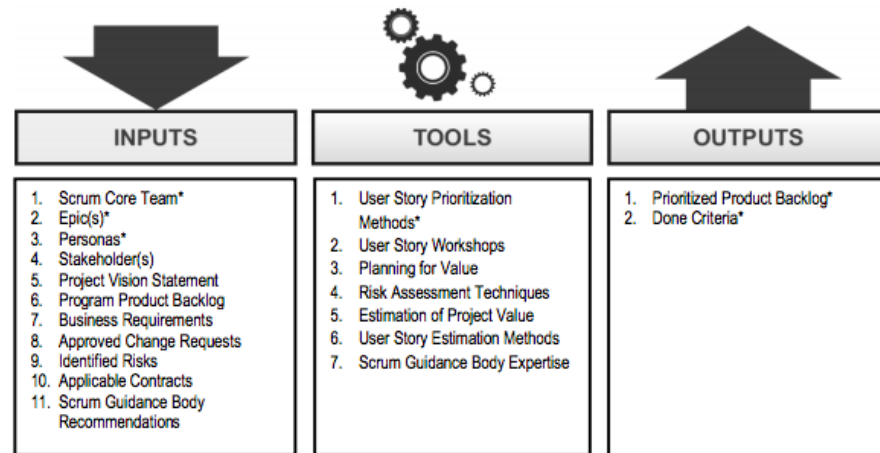 INPUTS
1. Scrum Core Team*
2. Epic(s)*
3. Personas*
4. Stakeholder(s)
5. Project Vision Statement
6. Program Product Backlog
7. Business Requirements
8. Approved Change Requests
9. Identified Risks
10. Applicable Contracts
11. Scrum Guidance Body
Recommendations
TOOLS
1. User Story Prioritization
Methods*
2. User Story Workshops
3. Planning for Value
4. Risk Assessment Techniques
5. Estimation of Project Value
6. User Story Estimation Methods
7. Scrum Guidance Body Expertise
OUTPUTS
1. Prioritized Product Backlog*
2. Done Criteria*